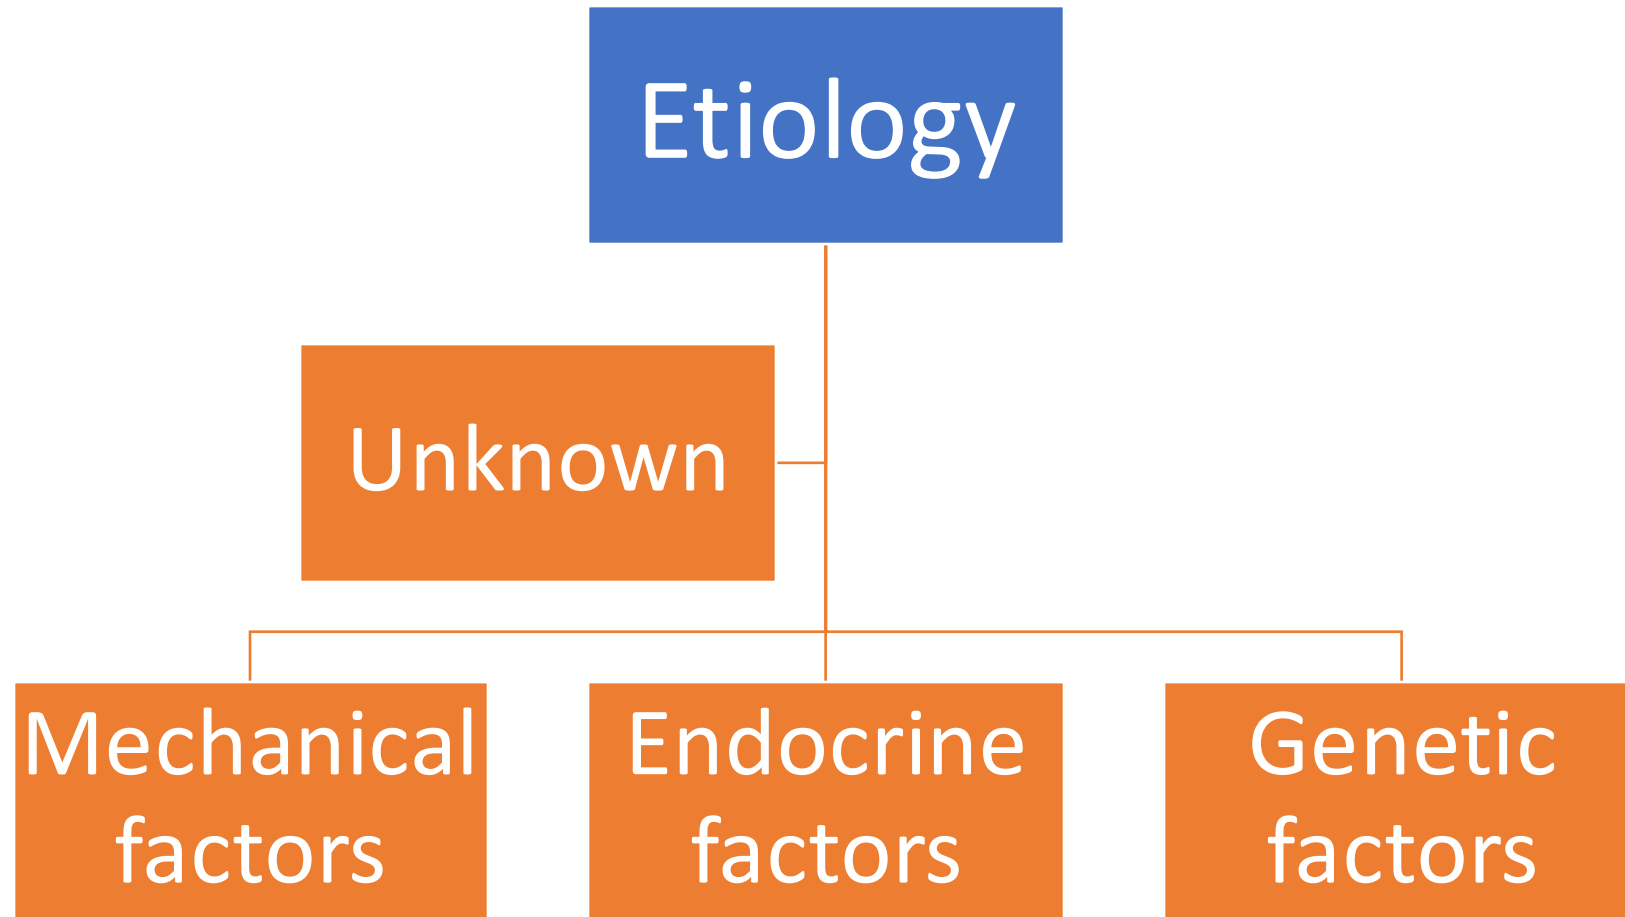 Etiology
Unknown
Mechanical
factors
Endocrine
factors
Genetic
factors